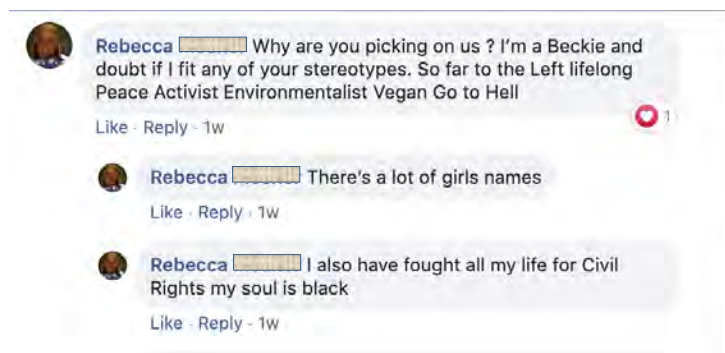 Rebecca Why are you picking on us ? I'm a Beckie and
doubt if I fit any of your stereotypes. So far to the Left lifelong
Peace Activist Environmentalist Vegan Go to Hell
1
Like · Reply · 1w
Rebecca There's a lot of girls names
Like · Reply · 1w
Rebecca I also have fought all my life for Civil
Rights my soul is black
Like · Reply · 1w